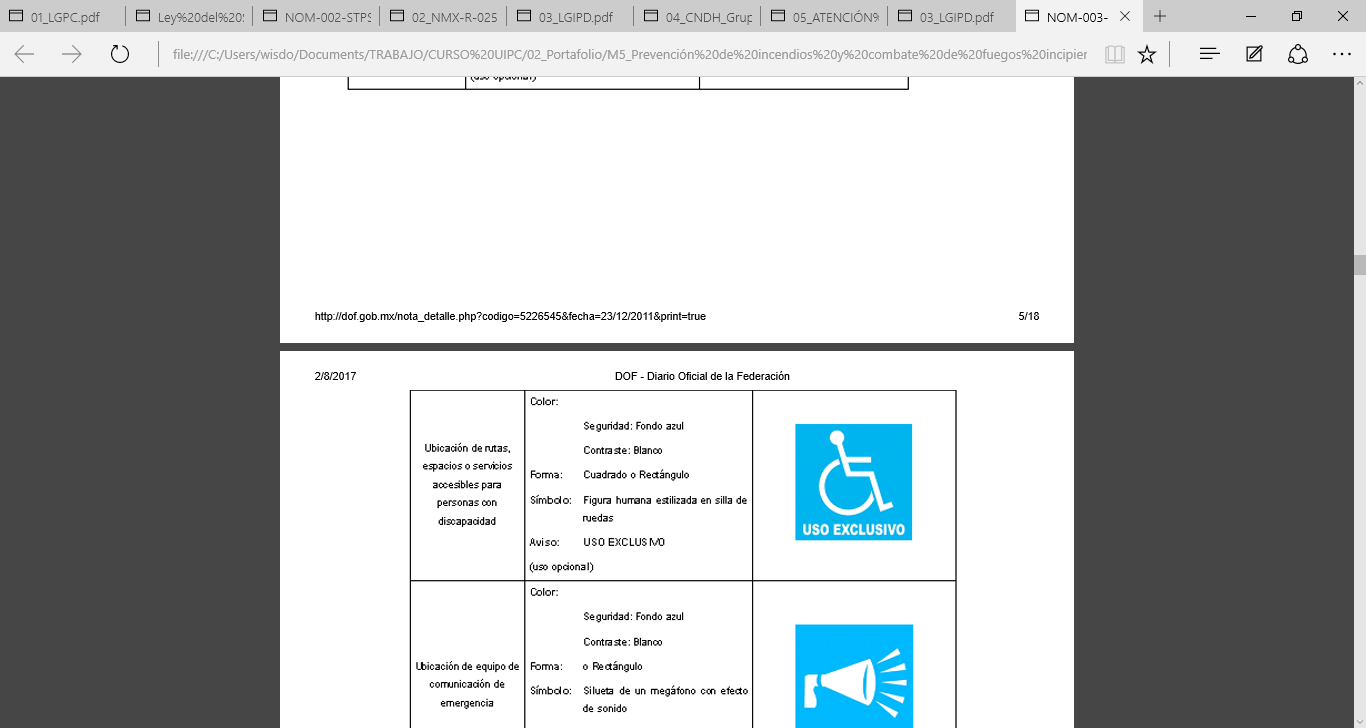 01_LGPC.pdf
Ley%20del%20
NOM-002-STPS
02_NMX-R-025
03_LGIPD.pdf
04_CNDH_Grup
05_ATENCIÓN%
03_LGIPD.pdf
NOM-003-
file:///C:/Users/wisdo/Documents/TRABAJO/CURSO%20UIPC/02_Portafolio/M5_Prevención%20de%20incendios%20y%20combate%20de%20fuegos%20incipier
(uso opcional)
http://dof.gob.mx/nota_detalle.php?codigo=5226545&fecha=23/12/2011&print=true
5/18
2/8/2017
DOF - Diario Oficial de la Federación
Ubicación de rutas,
espacios o servicios
accesibles para
personas con
discapacidad
Color:
Seguridad: Fondo azul
Contraste: Blanco
Forma: Cuadrado o Rectángulo
Símbolo: Figura humana estilizada en silla de
ruedas
Aviso: USO EXCLUSIVO
(uso opcional)
USO EXCLUSIVO
Ubicación de equipo de
comunicación de
emergencia
Color:
Seguridad: Fondo azul
Contraste: Blanco
Forma: o Rectángulo
Símbolo: Silueta de un megáfono con efecto
de sonido